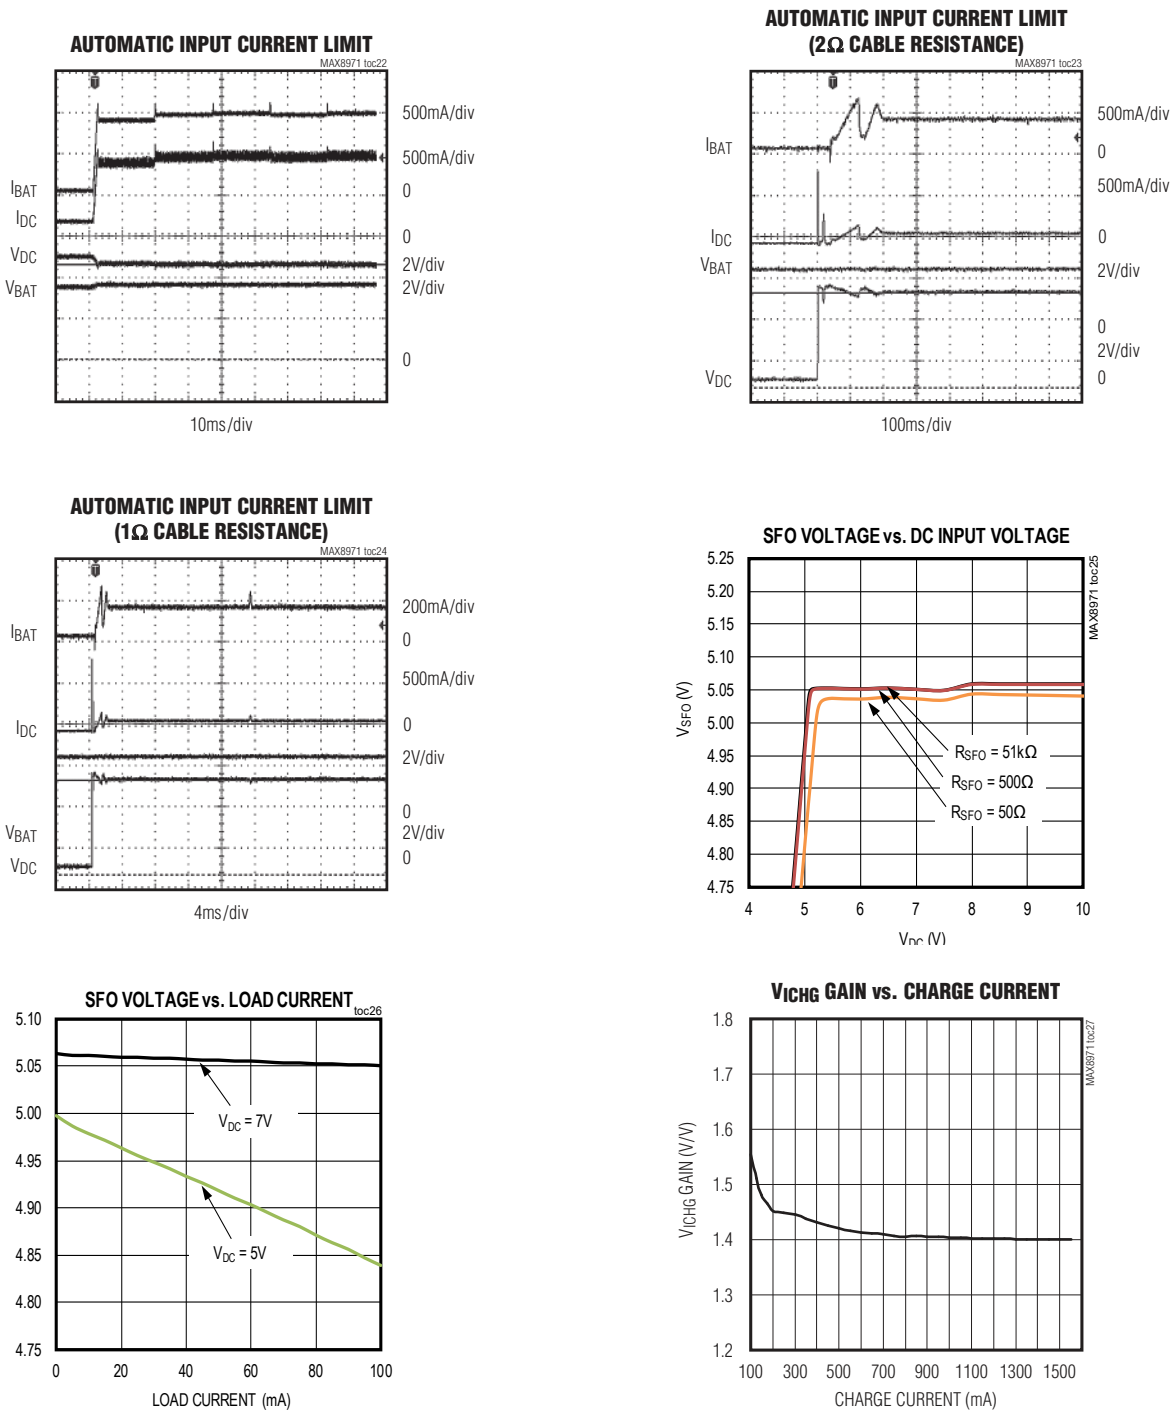 AUTOMATIC INPUT CURRENT LIMIT
MAX8971 toc22
T
500mA/div
500mA/div
IBAT
0
IDC
0
VDC
2V/div
VBAT
2V/div
0
10ms/div
AUTOMATIC INPUT CURRENT LIMIT
(2Ω CABLE RESISTANCE)
MAX8971 toc23
T
500mA/div
IBAT
0
500mA/div
IDC
0
VBAT
2V/div
0
2V/div
VDC
0
100ms/div
AUTOMATIC INPUT CURRENT LIMIT
(1Ω CABLE RESISTANCE)
MAX8971 toc24
T
200mA/div
IBAT
0
500mA/div
IDC
0
2V/div
0
VBAT
2V/div
VDC
0
4ms/div
SFO VOLTAGE vs. DC INPUT VOLTAGE
MAX8971 toc25
5.25
5.20
5.15
5.10
5.05
5.00
4.95
4.90
4.85
4.80
4.75
VSFO (V)
RSFO = 51kΩ
RSFO = 500Ω
RSFO = 50Ω
4 5 6 7 8 9 10
VDC (V)
SFO VOLTAGE vs. LOAD CURRENT
toc26
5.10
5.05
5.00
4.95
4.90
4.85
4.80
4.75
VDC = 7V
VDC = 5V
0 20 40 60 80 100
LOAD CURRENT (mA)
VICHG GAIN vs. CHARGE CURRENT
MAX8971 toc27
1.8
1.7
1.6
1.5
1.4
1.3
1.2
VICHG GAIN (V/V)
100 300 500 700 900 1100 1300 1500
CHARGE CURRENT (mA)